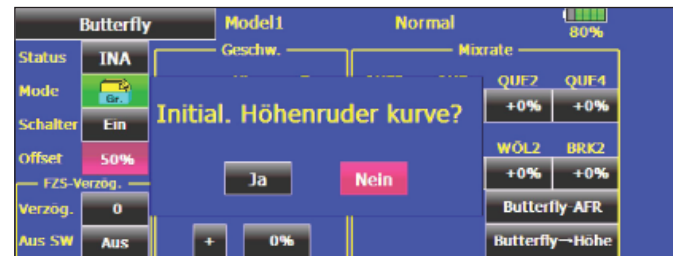 Butterfly Model1 Normal 80%
Status INA Geschw. Mixrate
Mode Gr. QUF2 QUF4
+0% +0%
Initial. Höhenruder kurve?
Schalter Ein
WÖL2 BRK2
Offset 50% Ja Nein +0% +0%
FZS-Verzög.
Verzög. 0 Butterfly-AFR
Aus SW Aus + 0% Butterfly→Höhe